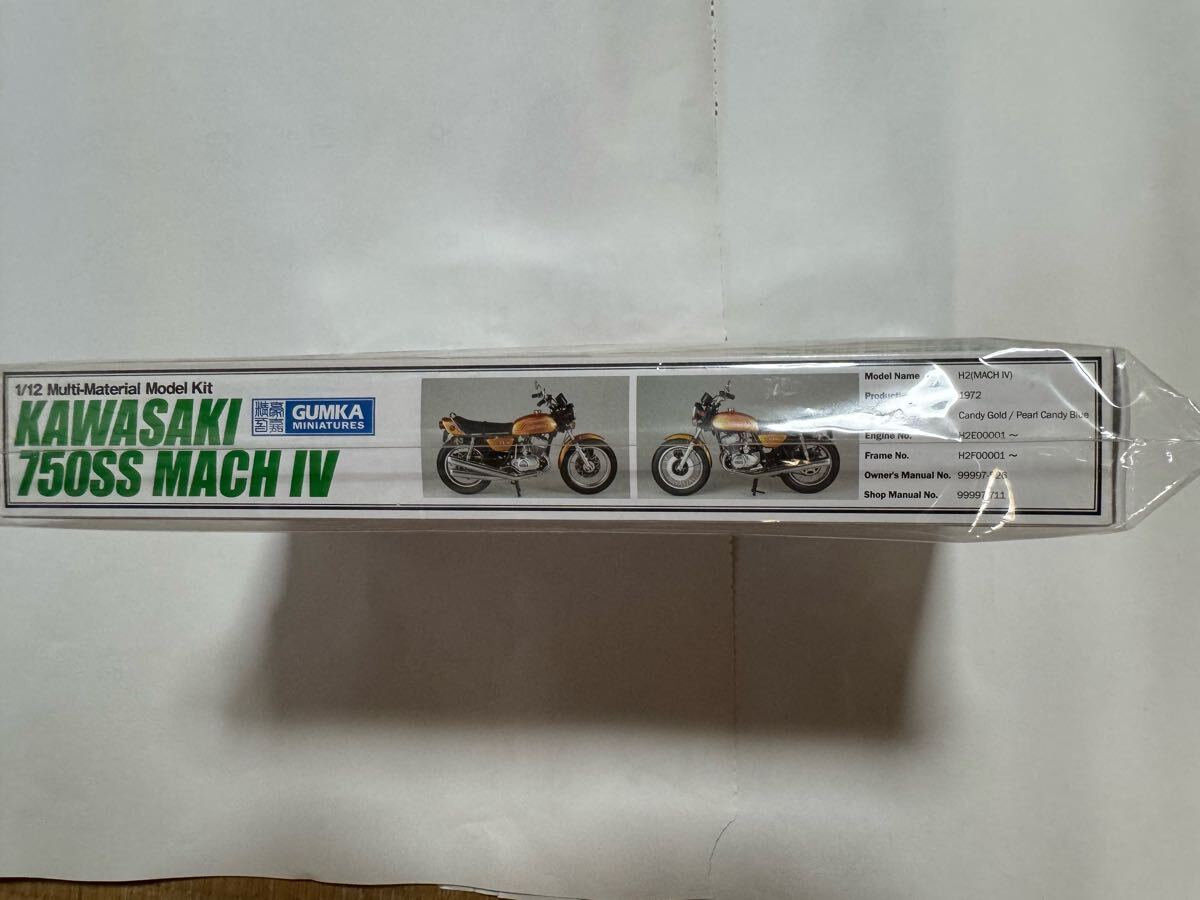 1/12 Multi-Material Model Kit
KAWASAKI
750SS MACH IV
GUMKA
MINIATURES
Model Name H2(MACH IV)
1972
Candy Gold / Pearl Candy Blue
Engine No. H2E00001 ～
Frame No. H2F00001 ～
Owner's Manual No.
Shop Manual No.